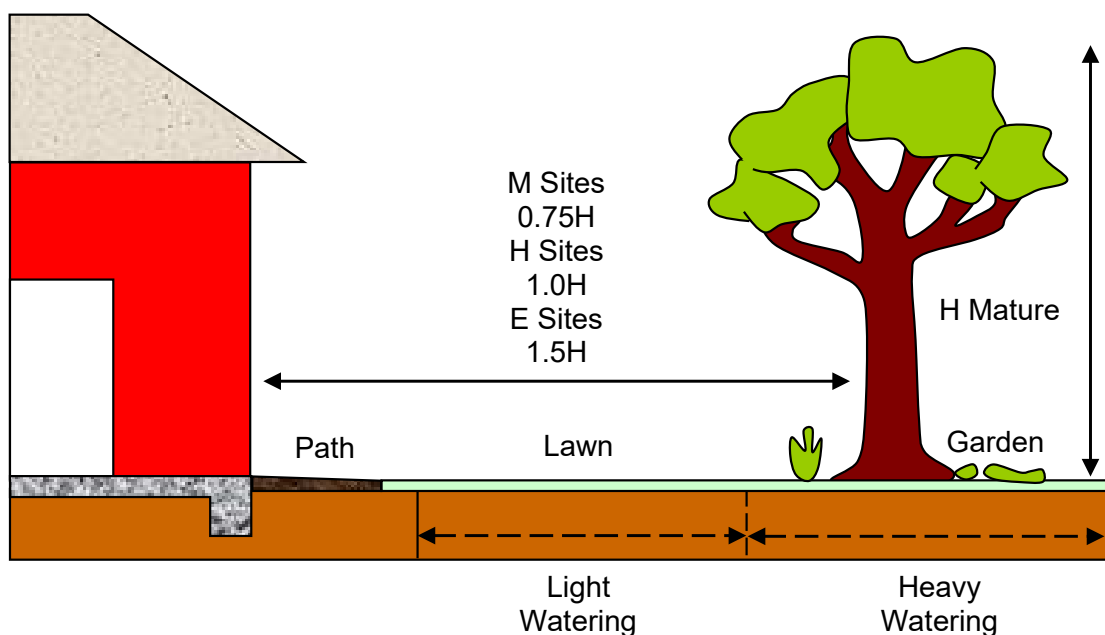 M Sites
0.75H
H Sites
1.0H
E Sites
1.5H
H Mature
Path
Lawn
Garden
Light
Watering
Heavy
Watering